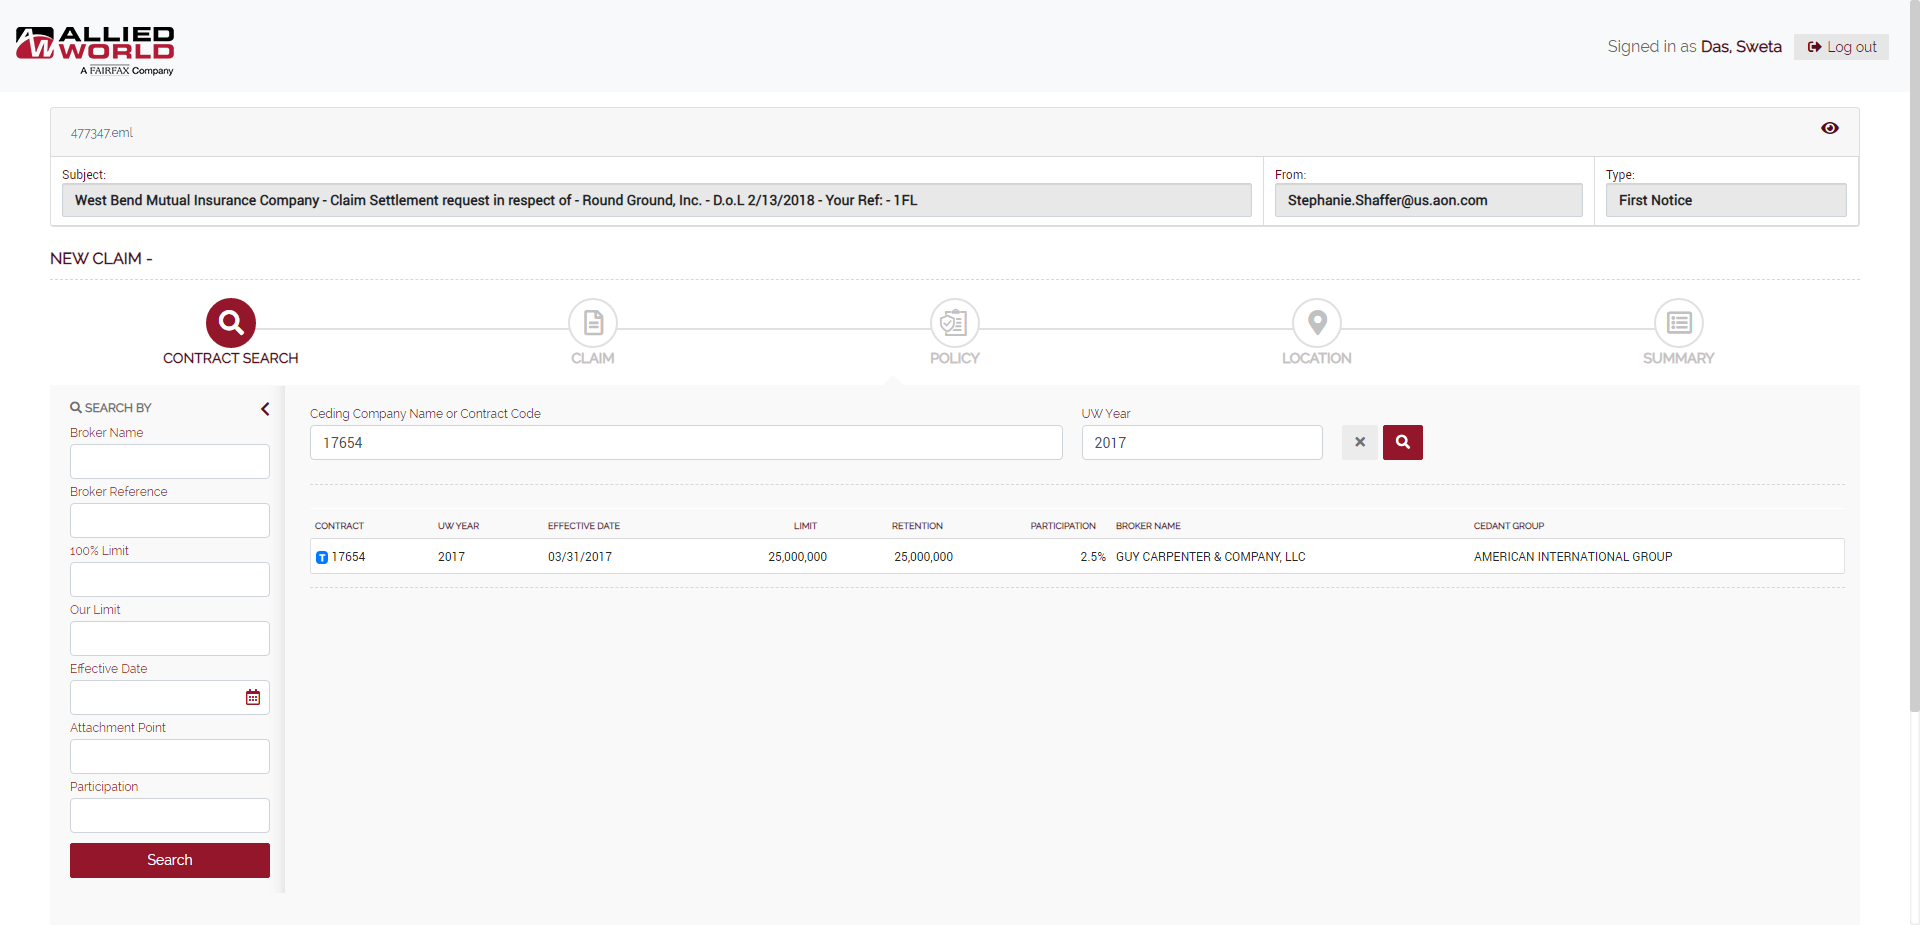 ALLIED
WORLD
A FAIRFAX Company
Signed in as Das, Sweta
Log out
477347.eml
Subject:
West Bend Mutual Insurance Company - Claim Settlement request in respect of - Round Ground, Inc. - D.o.L 2/13/2018 - Your Ref: - 1FL
From:
Stephanie.Shaffer@us.aon.com
Type:
First Notice
NEW CLAIM -
CONTRACT SEARCH
CLAIM
POLICY
LOCATION
SUMMARY
SEARCH BY
Broker Name
Broker Reference
100% Limit
Our Limit
Effective Date
Attachment Point
Participation
Search
Ceding Company Name or Contract Code
17654
UW Year
2017
CONTRACT UW YEAR EFFECTIVE DATE LIMIT RETENTION PARTICIPATION BROKER NAME CEDANT GROUP
T 17654 2017 03/31/2017 25,000,000 25,000,000 2.5% GUY CARPENTER & COMPANY, LLC AMERICAN INTERNATIONAL GROUP